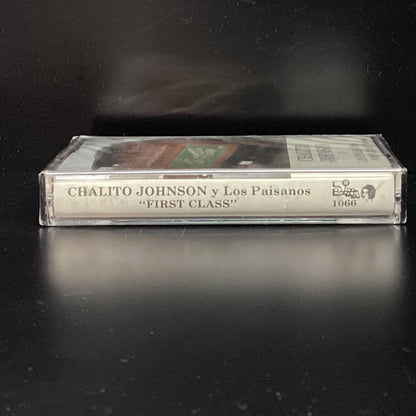 CHALITO JOHNSON y Los Paisanos
"FIRST CLASS"
1066